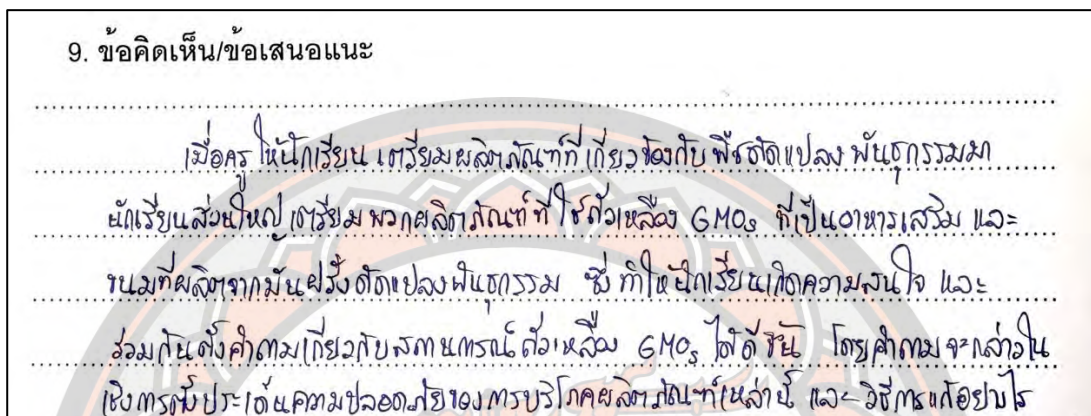 9. ข้อคิดเห็น/ข้อเสนอแนะ
เมื่อครู ให้นักเรียน เตรียมผลิตภัณฑ์ที่เกี่ยวข้องกับ พืชดัดแปลง พันธุกรรมมา
นักเรียนส่วนใหญ่ เตรียม พวกผลิตภัณฑ์ที่ ใช้ถั่วเหลือง GMOs ที่เป็นอาหารเสริม และ
ขนมที่ผลิตจากมันฝรั่งดัดแปลงพันธุกรรม ซึ่ง ทำให้นักเรียนเกิดความสนใจ และ
ร่วมกันตั้งคำถามเกี่ยวกับสถานการณ์ ถั่วเหลือง GMOs ได้ดีขึ้น โดยคำถาม จะกล่าวใน
เชิงการตั้งประเด็นความปลอดภัยของการบริโภคผลิตภัณฑ์เหล่านี้ และ วิธีการแก้อย่างไร